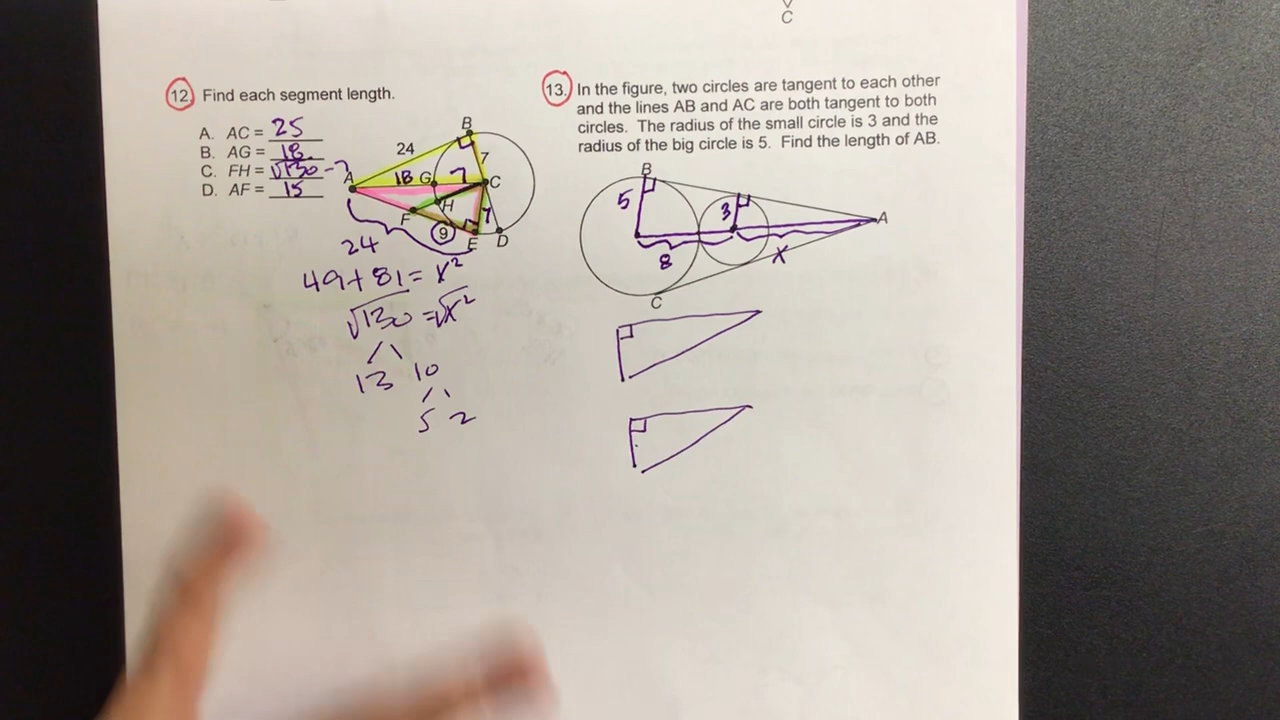 C
12. Find each segment length.
A. AC = 25
B. AG = 18
C. FH = √130 - 7
D. AF = 15
B
24
7
A
18
G
7
C
H
F
7
9
E
D
24
49 + 81 = x²
√130 = √x²
13 10
5 2
13. In the figure, two circles are tangent to each other
and the lines AB and AC are both tangent to both
circles. The radius of the small circle is 3 and the
radius of the big circle is 5. Find the length of AB.
B
5
3
A
8
x
C